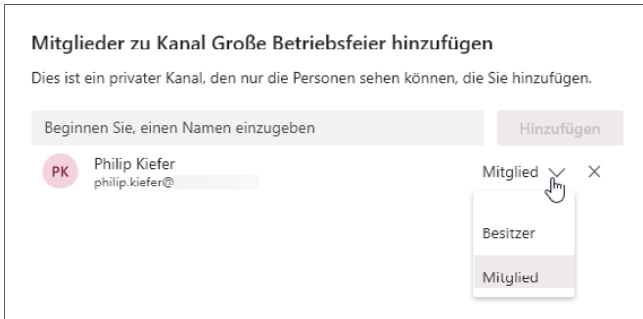 Mitglieder zu Kanal Große Betriebsfeier hinzufügen
Dies ist ein privater Kanal, den nur die Personen sehen können, die Sie hinzufügen.
Beginnen Sie, einen Namen einzugeben Hinzufügen
PK Philip Kiefer Mitglied
philip.kiefer@
Besitzer
Mitglied